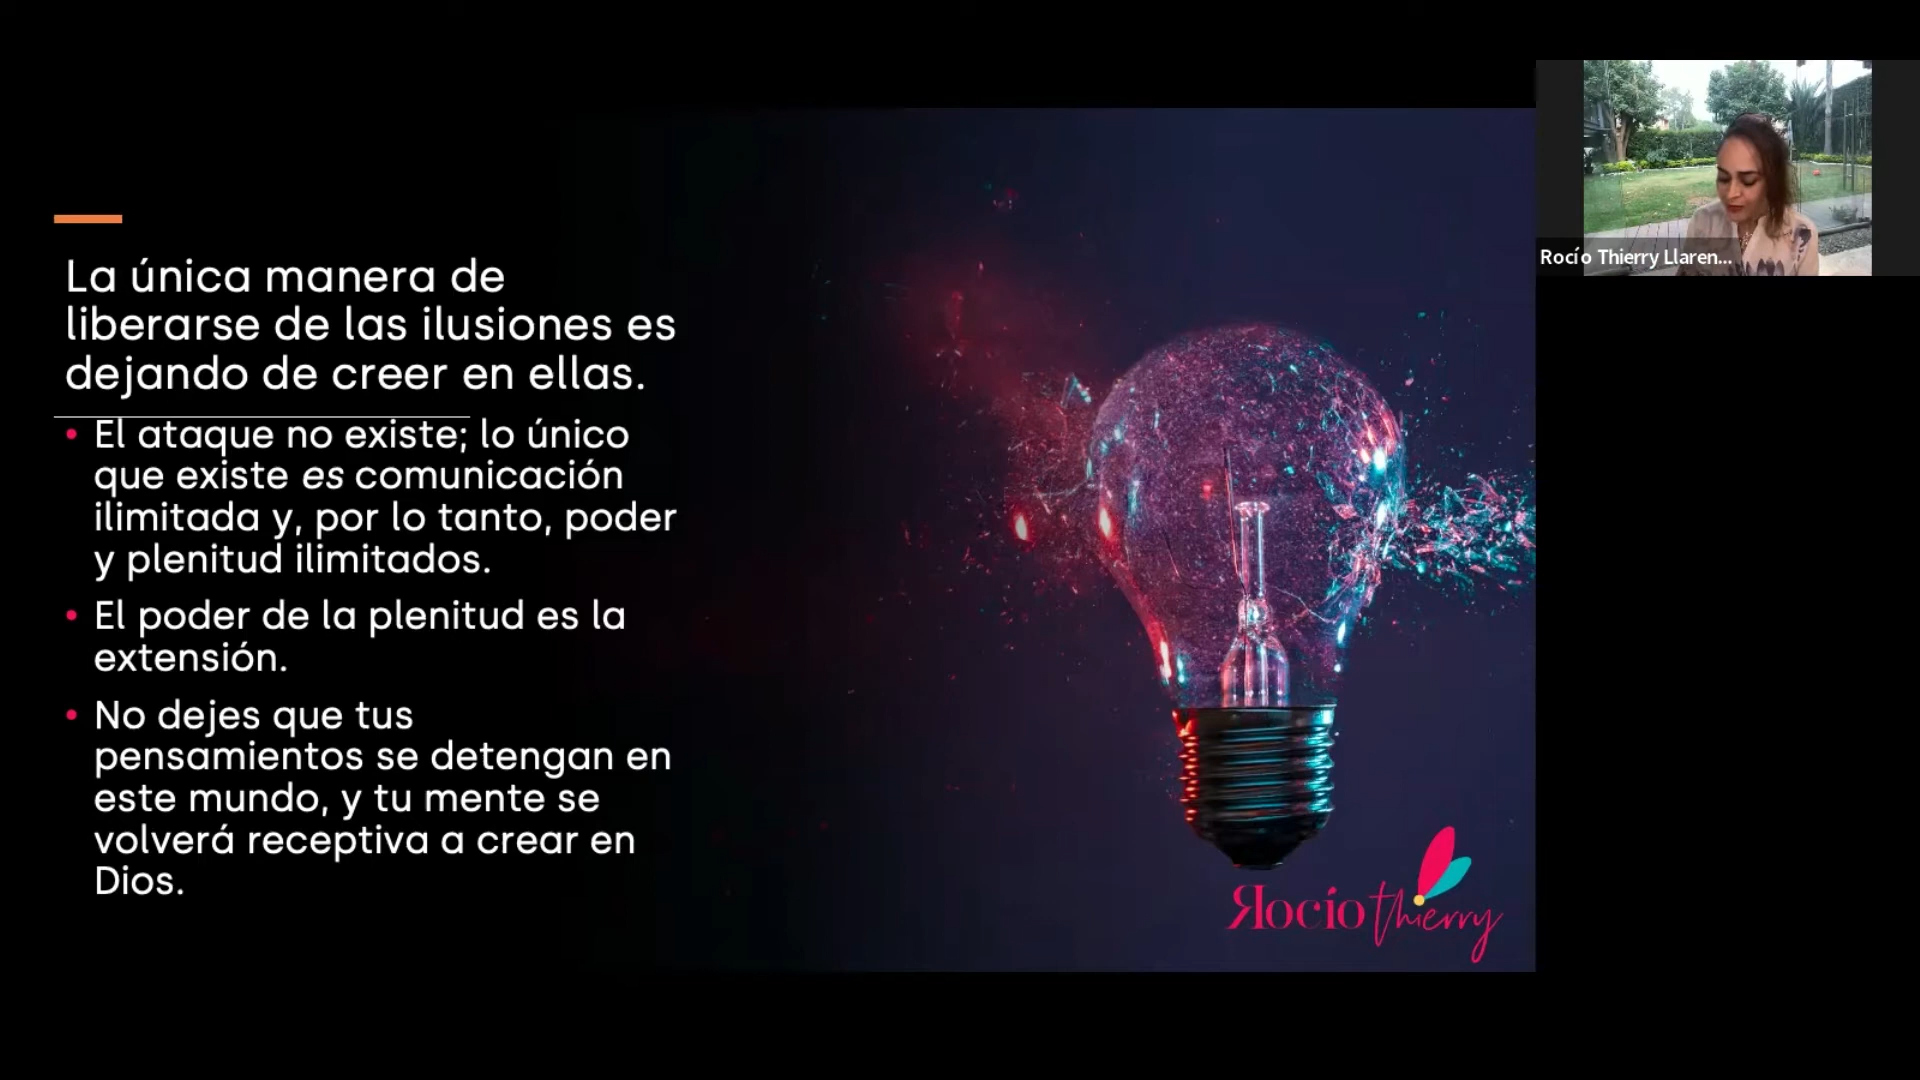 La única manera de
liberarse de las ilusiones es
dejando de creer en ellas.
• El ataque no existe; lo único
que existe es comunicación
ilimitada y, por lo tanto, poder
y plenitud ilimitados.
• El poder de la plenitud es la
extensión.
• No dejes que tus
pensamientos se detengan en
este mundo, y tu mente se
volverá receptiva a crear en
Dios.
Rocío thierry
Rocío Thierry Llaren...